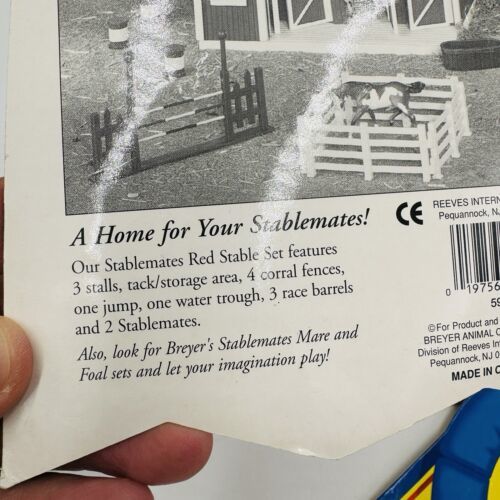 A Home for Your Stablemates!
Our Stablemates Red Stable Set features
3 stalls, tack/storage area, 4 corral fences,
one jump, one water trough, 3 race barrels
and 2 Stablemates.
Also, look for Breyer's Stablemates Mare and
Foal sets and let your imagination play!
CE
REEVES INTERN
Pequannock, N.J
0 19756
59
©For Product and
BREYER ANIMAL C
Division of Reeves Int
Pequannock, NJ 0
MADE IN C